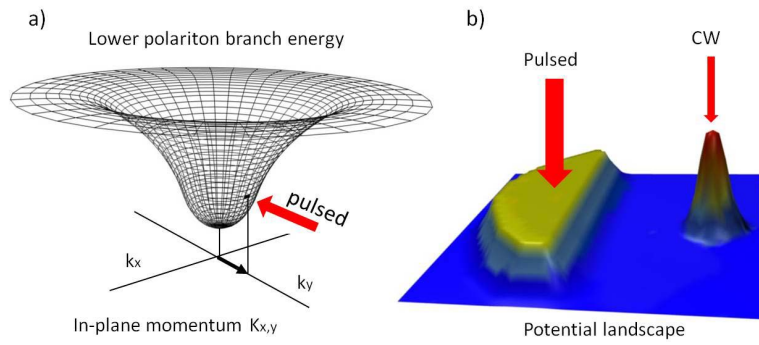 a)
Lower polariton branch energy
pulsed
kx
ky
In-plane momentum Kx,y
b)
Pulsed
CW
Potential landscape